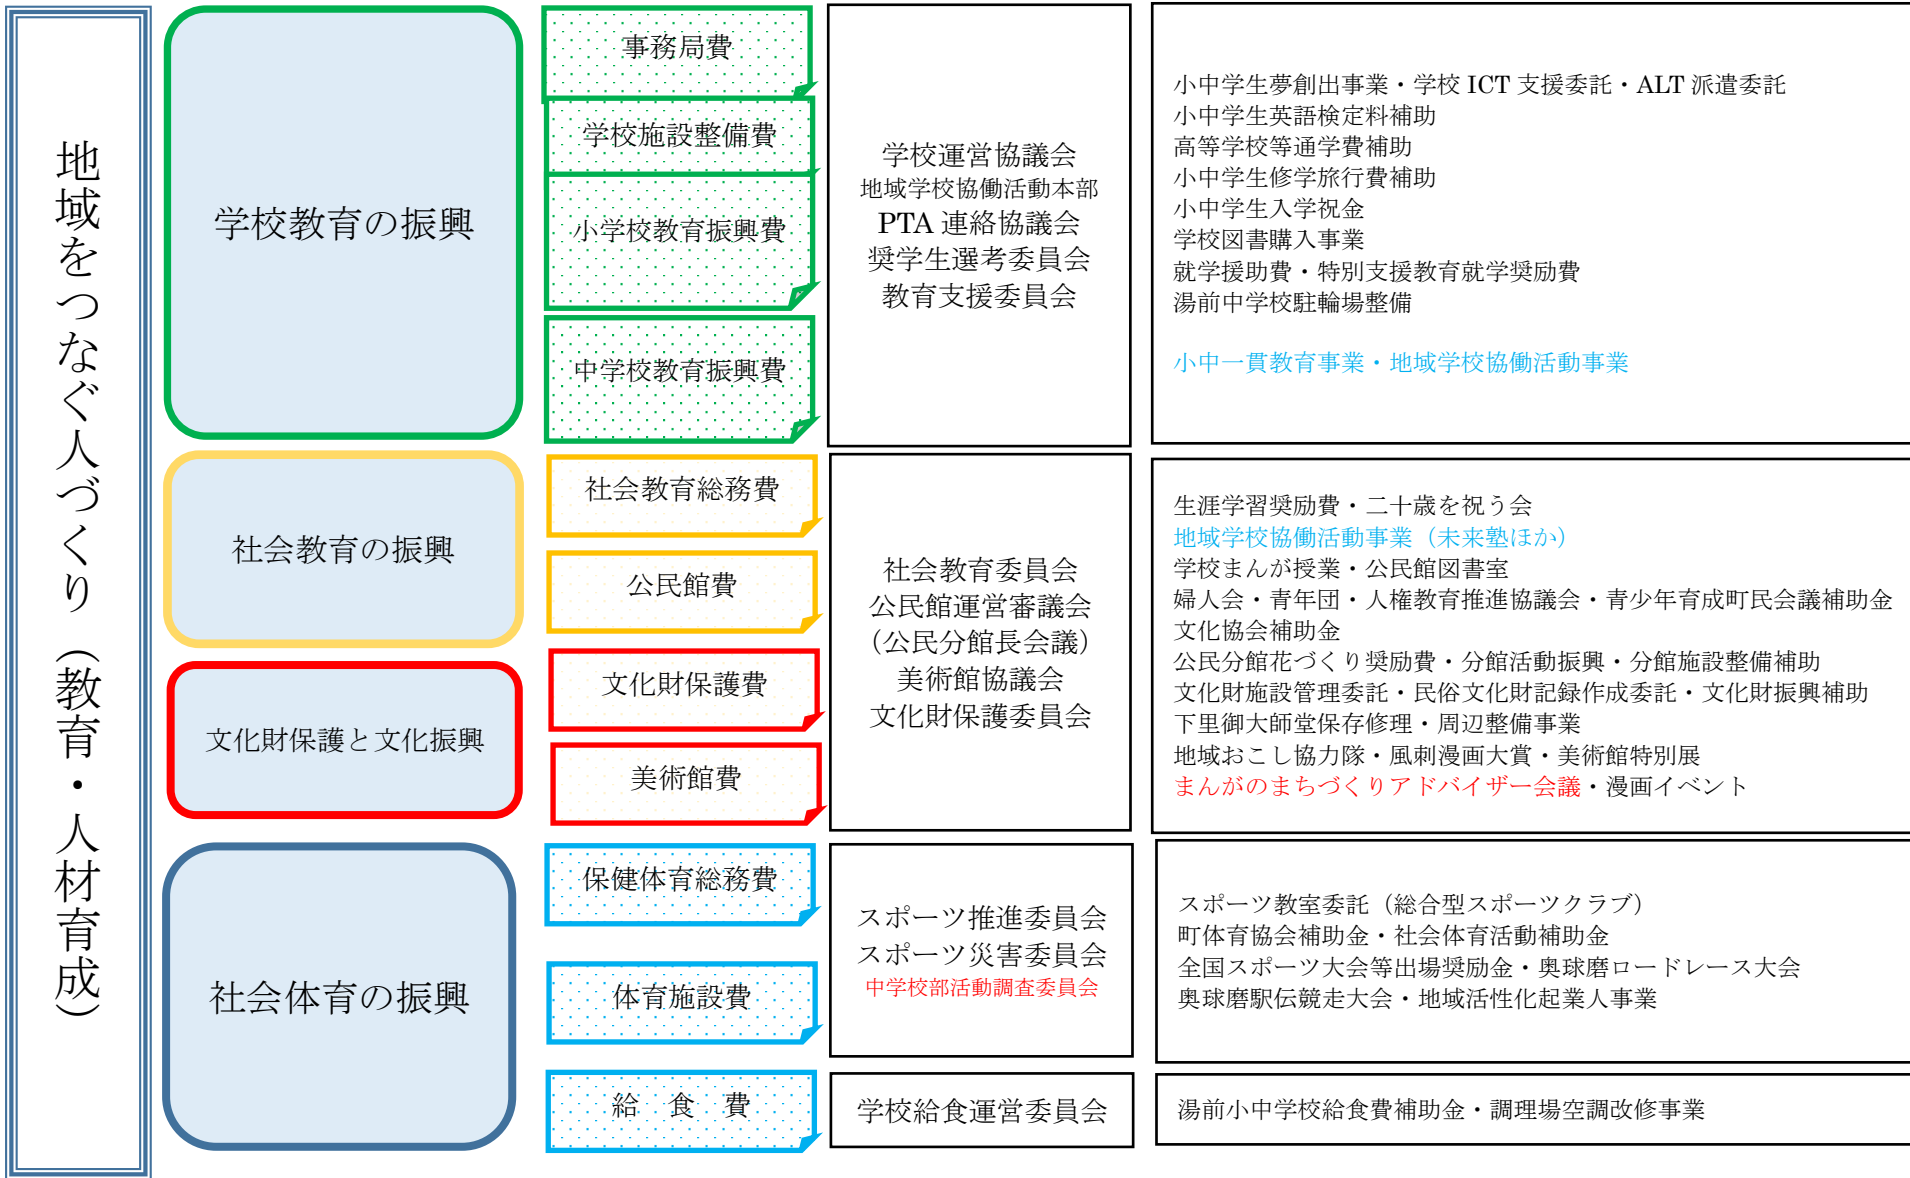 地域をつなぐ人づくり（教育・人材育成）
学校教育の振興
事務局費
学校施設整備費
小学校教育振興費
中学校教育振興費
学校運営協議会
地域学校協働活動本部
PTA 連絡協議会
奨学生選考委員会
教育支援委員会
小中学生夢創出事業・学校 ICT 支援委託・ALT 派遣委託
小中学生英語検定料補助
高等学校等通学費補助
小中学生修学旅行費補助
小中学生入学祝金
学校図書購入事業
就学援助費・特別支援教育就学奨励費
湯前中学校駐輪場整備
小中一貫教育事業・地域学校協働活動事業
社会教育の振興
文化財保護と文化振興
社会教育総務費
公民館費
文化財保護費
美術館費
社会教育委員会
公民館運営審議会
（公民分館長会議）
美術館協議会
文化財保護委員会
生涯学習奨励費・二十歳を祝う会
地域学校協働活動事業（未来塾ほか）
学校まんが授業・公民館図書室
婦人会・青年団・人権教育推進協議会・青少年育成町民会議補助金
文化協会補助金
公民分館花づくり奨励費・分館活動振興・分館施設整備補助
文化財施設管理委託・民俗文化財記録作成委託・文化財振興補助
下里御大師堂保存修理・周辺整備事業
地域おこし協力隊・風刺漫画大賞・美術館特別展
まんがのまちづくりアドバイザー会議・漫画イベント
社会体育の振興
保健体育総務費
体育施設費
給　食　費
スポーツ推進委員会
スポーツ災害委員会
中学校部活動調査委員会
スポーツ教室委託（総合型スポーツクラブ）
町体育協会補助金・社会体育活動補助金
全国スポーツ大会等出場奨励金・奥球磨ロードレース大会
奥球磨駅伝競走大会・地域活性化起業人事業
学校給食運営委員会
湯前小中学校給食費補助金・調理場空調改修事業